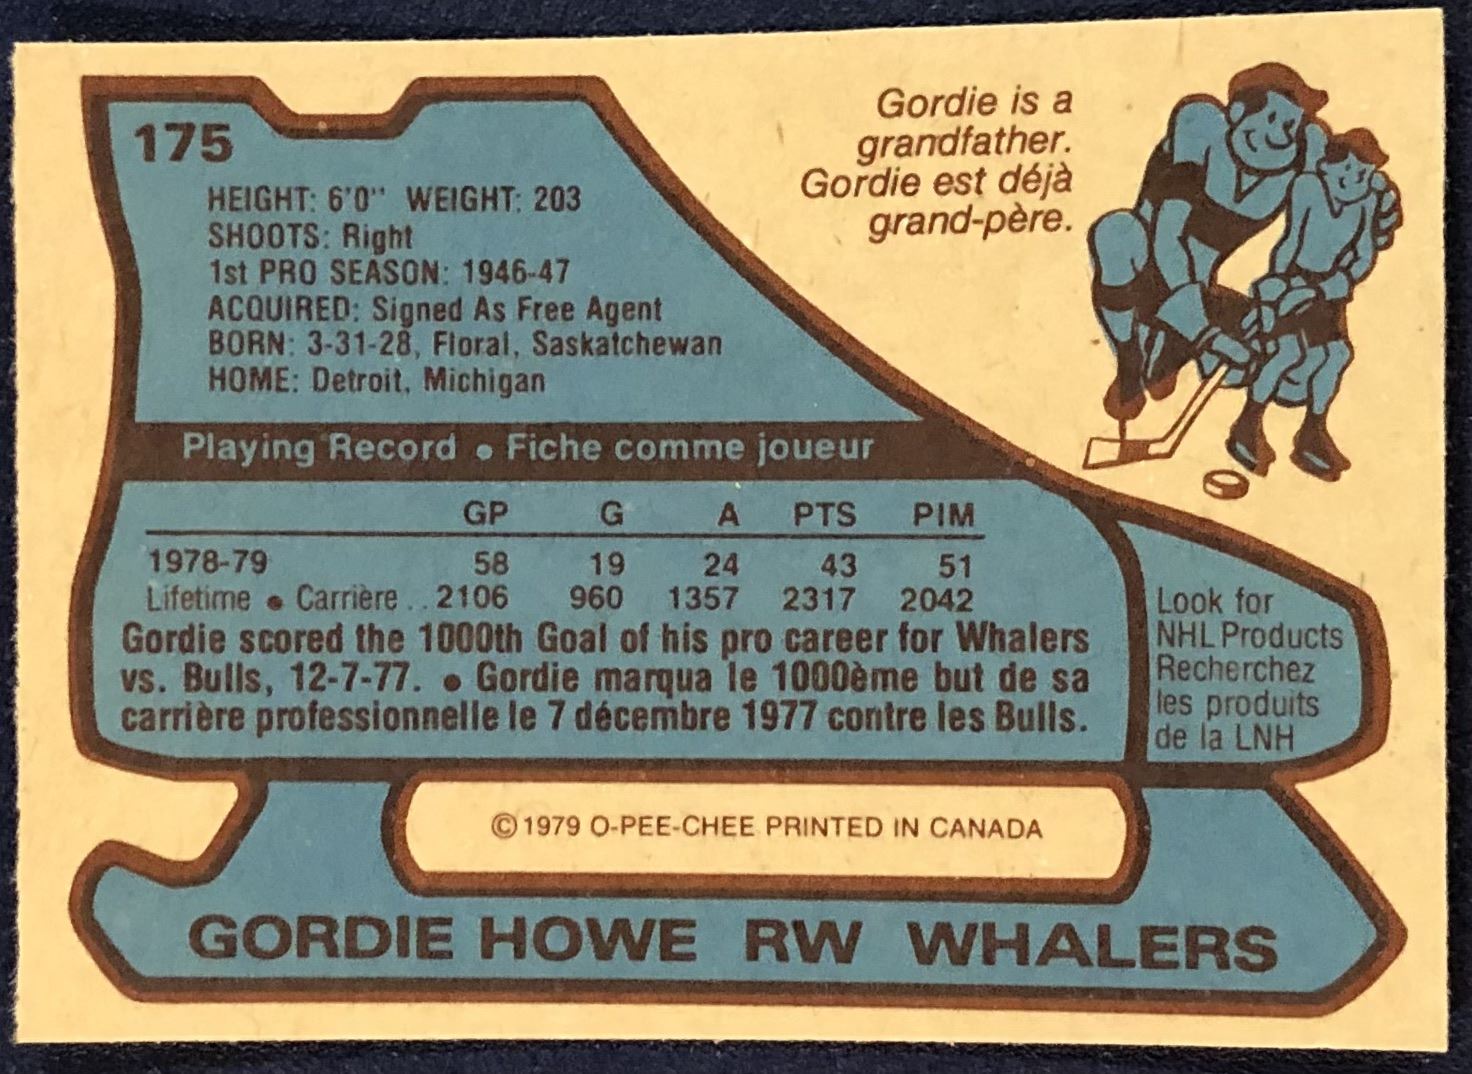 175
Gordie is a
grandfather.
Gordie est déjà
grand-père.
HEIGHT: 6'0" WEIGHT: 203
SHOOTS: Right
1st PRO SEASON: 1946-47
ACQUIRED: Signed As Free Agent
BORN: 3-31-28, Floral, Saskatchewan
HOME: Detroit, Michigan
Playing Record • Fiche comme joueur
GP G A PTS PIM
1978-79 58 19 24 43 51
Lifetime • Carrière .. 2106 960 1357 2317 2042
Gordie scored the 1000th Goal of his pro career for Whalers
vs. Bulls, 12-7-77. • Gordie marqua le 1000ème but de sa
carrière professionnelle le 7 décembre 1977 contre les Bulls.
Look for
NHL Products
Recherchez
les produits
de la LNH
©1979 O-PEE-CHEE PRINTED IN CANADA
GORDIE HOWE RW WHALERS